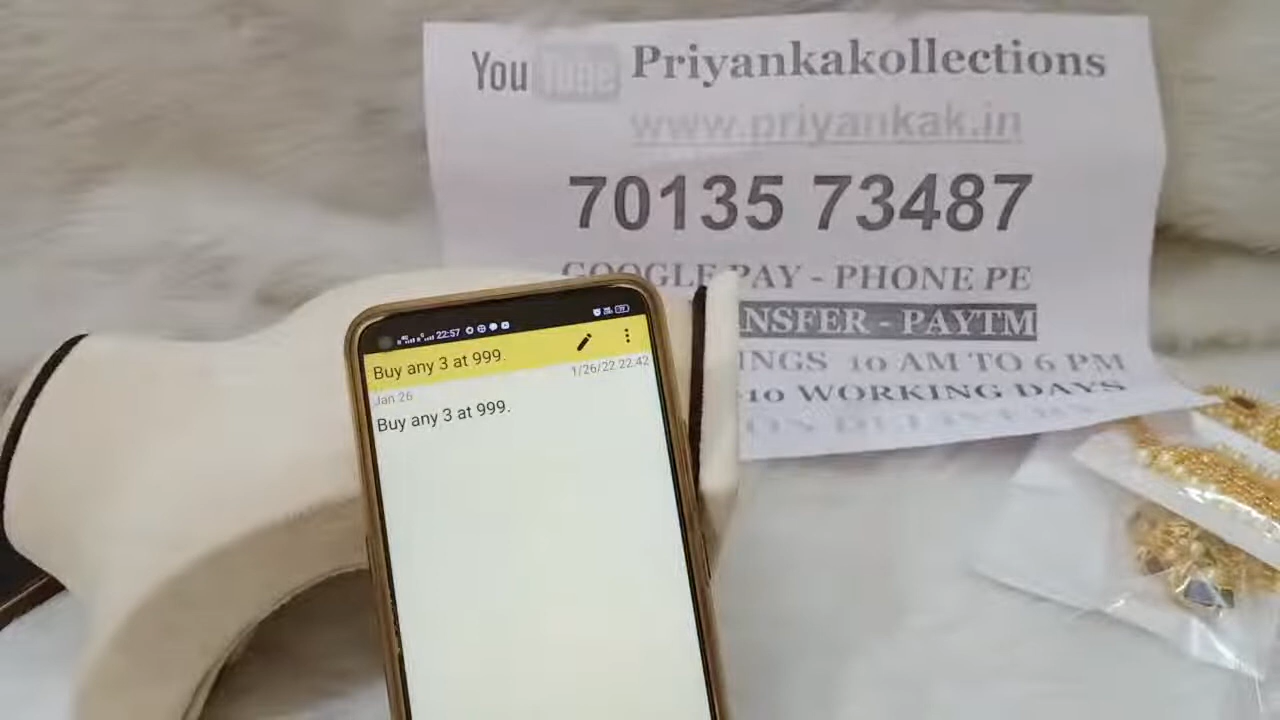 YouTube Priyankakollections
www.priyankak.in
70135 73487
GOOGLE PAY - PHONE PE
NSFER - PAYTM
INGS 10 AM TO 6 PM
10 WORKING DAYS
22:57
Buy any 3 at 999.
1/26/22 22:42
Jan 26
Buy any 3 at 999.